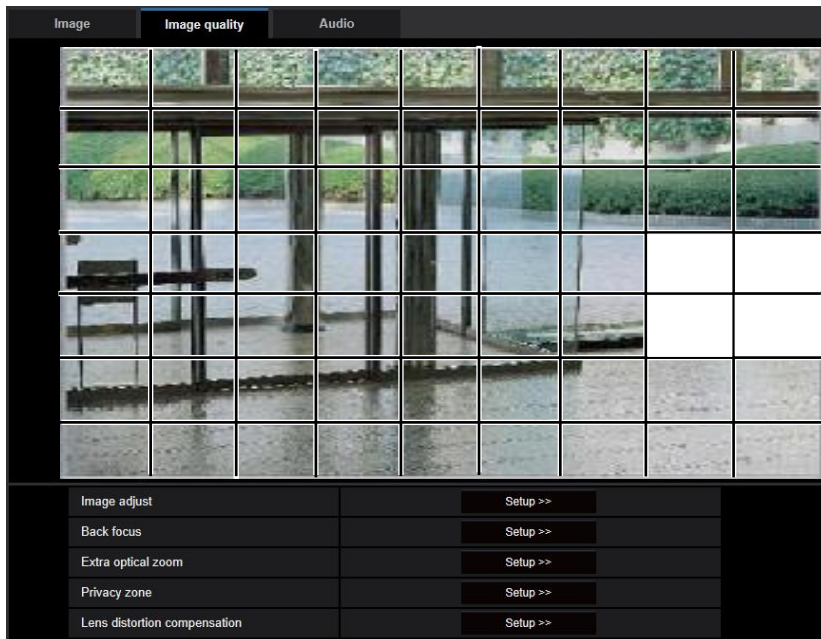 Image Image quality Audio
Image adjust Setup >>
Back focus Setup >>
Extra optical zoom Setup >>
Privacy zone Setup >>
Lens distortion compensation Setup >>